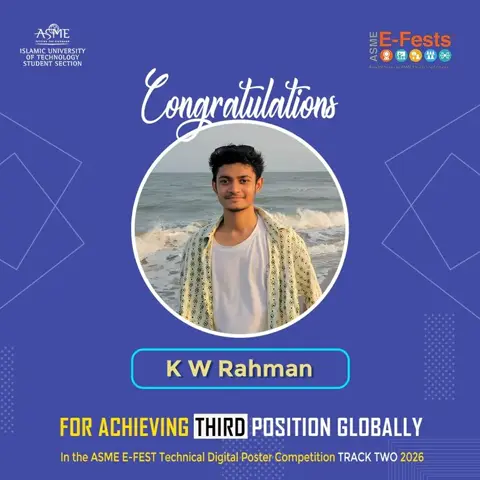 ASME
ISLAMIC UNIVERSITY
OF TECHNOLOGY
STUDENT SECTION
ASME
E-Fests
Congratulations
K W Rahman
FOR ACHIEVING THIRD POSITION GLOBALLY
In the ASME E-FEST Technical Digital Poster Competition TRACK TWO 2026